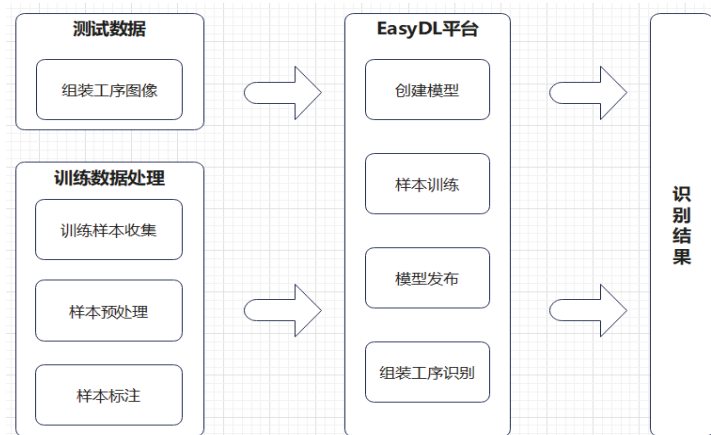 测试数据
组装工序图像
训练数据处理
训练样本收集
样本预处理
样本标注
EasyDL平台
创建模型
样本训练
模型发布
组装工序识别
识
别
结
果